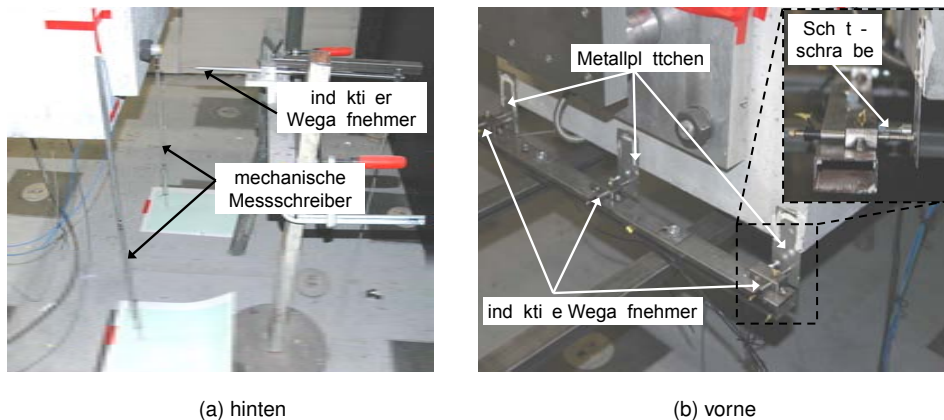 ind kti er
Wega fnehmer
mechanische
Messschreiber
(a) hinten
Sch t -
schra be
Metallpl ttchen
ind kti e Wega fnehmer
(b) vorne